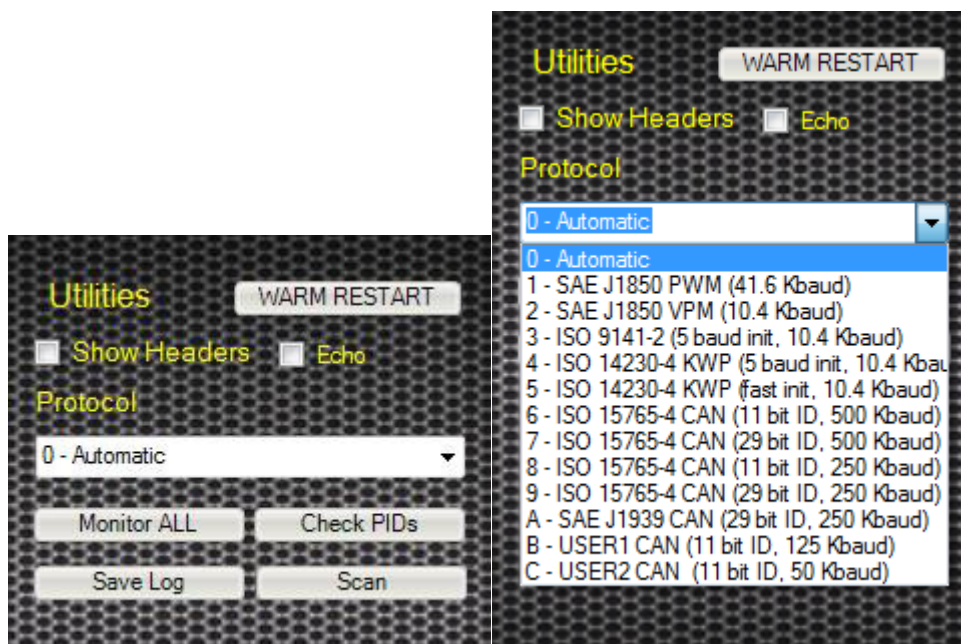 Utilities WARM RESTART
Show Headers Echo
Protocol
0 - Automatic
Monitor ALL Check PIDs
Save Log Scan
Utilities WARM RESTART
Show Headers Echo
Protocol
0 - Automatic
0 - Automatic
1 - SAE J1850 PWM (41.6 Kbaud)
2 - SAE J1850 VPM (10.4 Kbaud)
3 - ISO 9141-2 (5 baud init, 10.4 Kbaud)
4 - ISO 14230-4 KWP (5 baud init, 10.4 Kbau
5 - ISO 14230-4 KWP (fast init, 10.4 Kbaud)
6 - ISO 15765-4 CAN (11 bit ID, 500 Kbaud)
7 - ISO 15765-4 CAN (29 bit ID, 500 Kbaud)
8 - ISO 15765-4 CAN (11 bit ID, 250 Kbaud)
9 - ISO 15765-4 CAN (29 bit ID, 250 Kbaud)
A - SAE J1939 CAN (29 bit ID, 250 Kbaud)
B - USER1 CAN (11 bit ID, 125 Kbaud)
C - USER2 CAN (11 bit ID, 50 Kbaud)